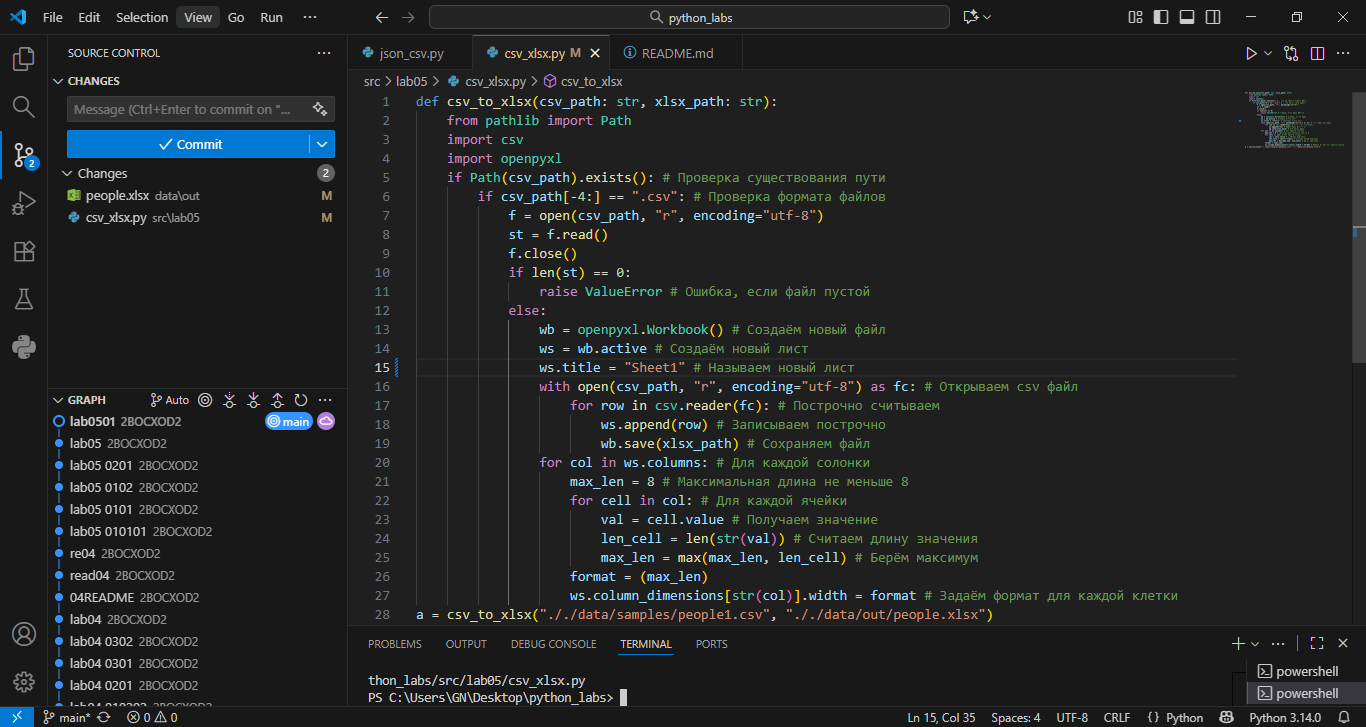 File Edit Selection View Go Run ··· python_labs
SOURCE CONTROL ···
CHANGES
Message (Ctrl+Enter to commit on "...
Commit
Changes 2
people.xlsx data\out M
csv_xlsx.py src\lab05 M
2
GRAPH Auto ···
lab0501 2BOCXOD2 main
lab05 2BOCXOD2
lab05 0201 2BOCXOD2
lab05 0102 2BOCXOD2
lab05 0101 2BOCXOD2
lab05 010101 2BOCXOD2
re04 2BOCXOD2
read04 2BOCXOD2
04README 2BOCXOD2
lab04 2BOCXOD2
lab04 0302 2BOCXOD2
lab04 0301 2BOCXOD2
lab04 0201 2BOCXOD2
json_csv.py csv_xlsx.py M README.md
src > lab05 > csv_xlsx.py > csv_to_xlsx
1 def csv_to_xlsx(csv_path: str, xlsx_path: str):
2 from pathlib import Path
3 import csv
4 import openpyxl
5 if Path(csv_path).exists(): # Проверка существования пути
6 if csv_path[-4:] == ".csv": # Проверка формата файлов
7 f = open(csv_path, "r", encoding="utf-8")
8 st = f.read()
9 f.close()
10 if len(st) == 0:
11 raise ValueError # Ошибка, если файл пустой
12 else:
13 wb = openpyxl.Workbook() # Создаём новый файл
14 ws = wb.active # Создаём новый лист
15 ws.title = "Sheet1" # Называем новый лист
16 with open(csv_path, "r", encoding="utf-8") as fc: # Открываем csv файл
17 for row in csv.reader(fc): # Построчно считываем
18 ws.append(row) # Записываем построчно
19 wb.save(xlsx_path) # Сохраняем файл
20 for col in ws.columns: # Для каждой солонки
21 max_len = 8 # Максимальная длина не меньше 8
22 for cell in col: # Для каждой ячейки
23 val = cell.value # Получаем значение
24 len_cell = len(str(val)) # Считаем длину значения
25 max_len = max(max_len, len_cell) # Берём максимум
26 format = (max_len)
27 ws.column_dimensions[str(col)].width = format # Задаём формат для каждой клетки
28 a = csv_to_xlsx("././data/samples/people1.csv", "././data/out/people.xlsx")
PROBLEMS OUTPUT DEBUG CONSOLE TERMINAL PORTS
thon_labs/src/lab05/csv_xlsx.py
PS C:\Users\GN\Desktop\python_labs>
powershell
powershell
main* 0 0 Ln 15, Col 35 Spaces: 4 UTF-8 CRLF {} Python Python 3.14.0